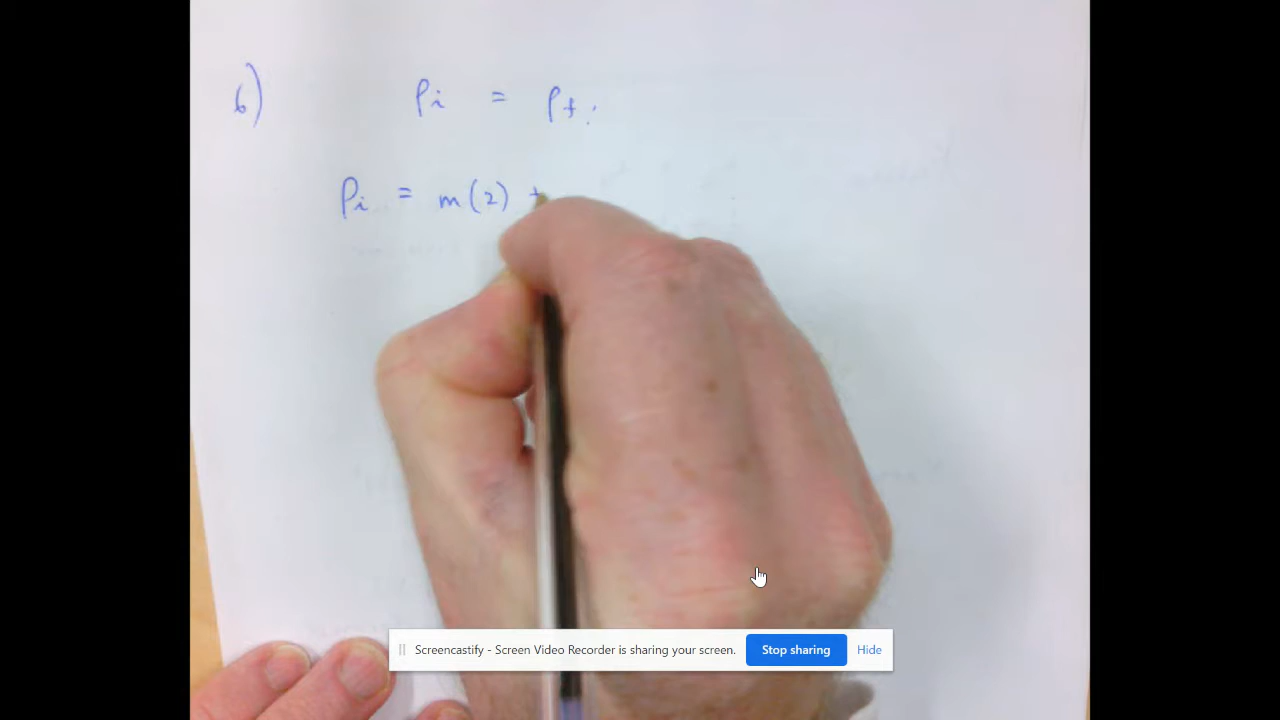 6) Pi = Pf.
Pi = m(2) +
Screencastify - Screen Video Recorder is sharing your screen. Stop sharing Hide